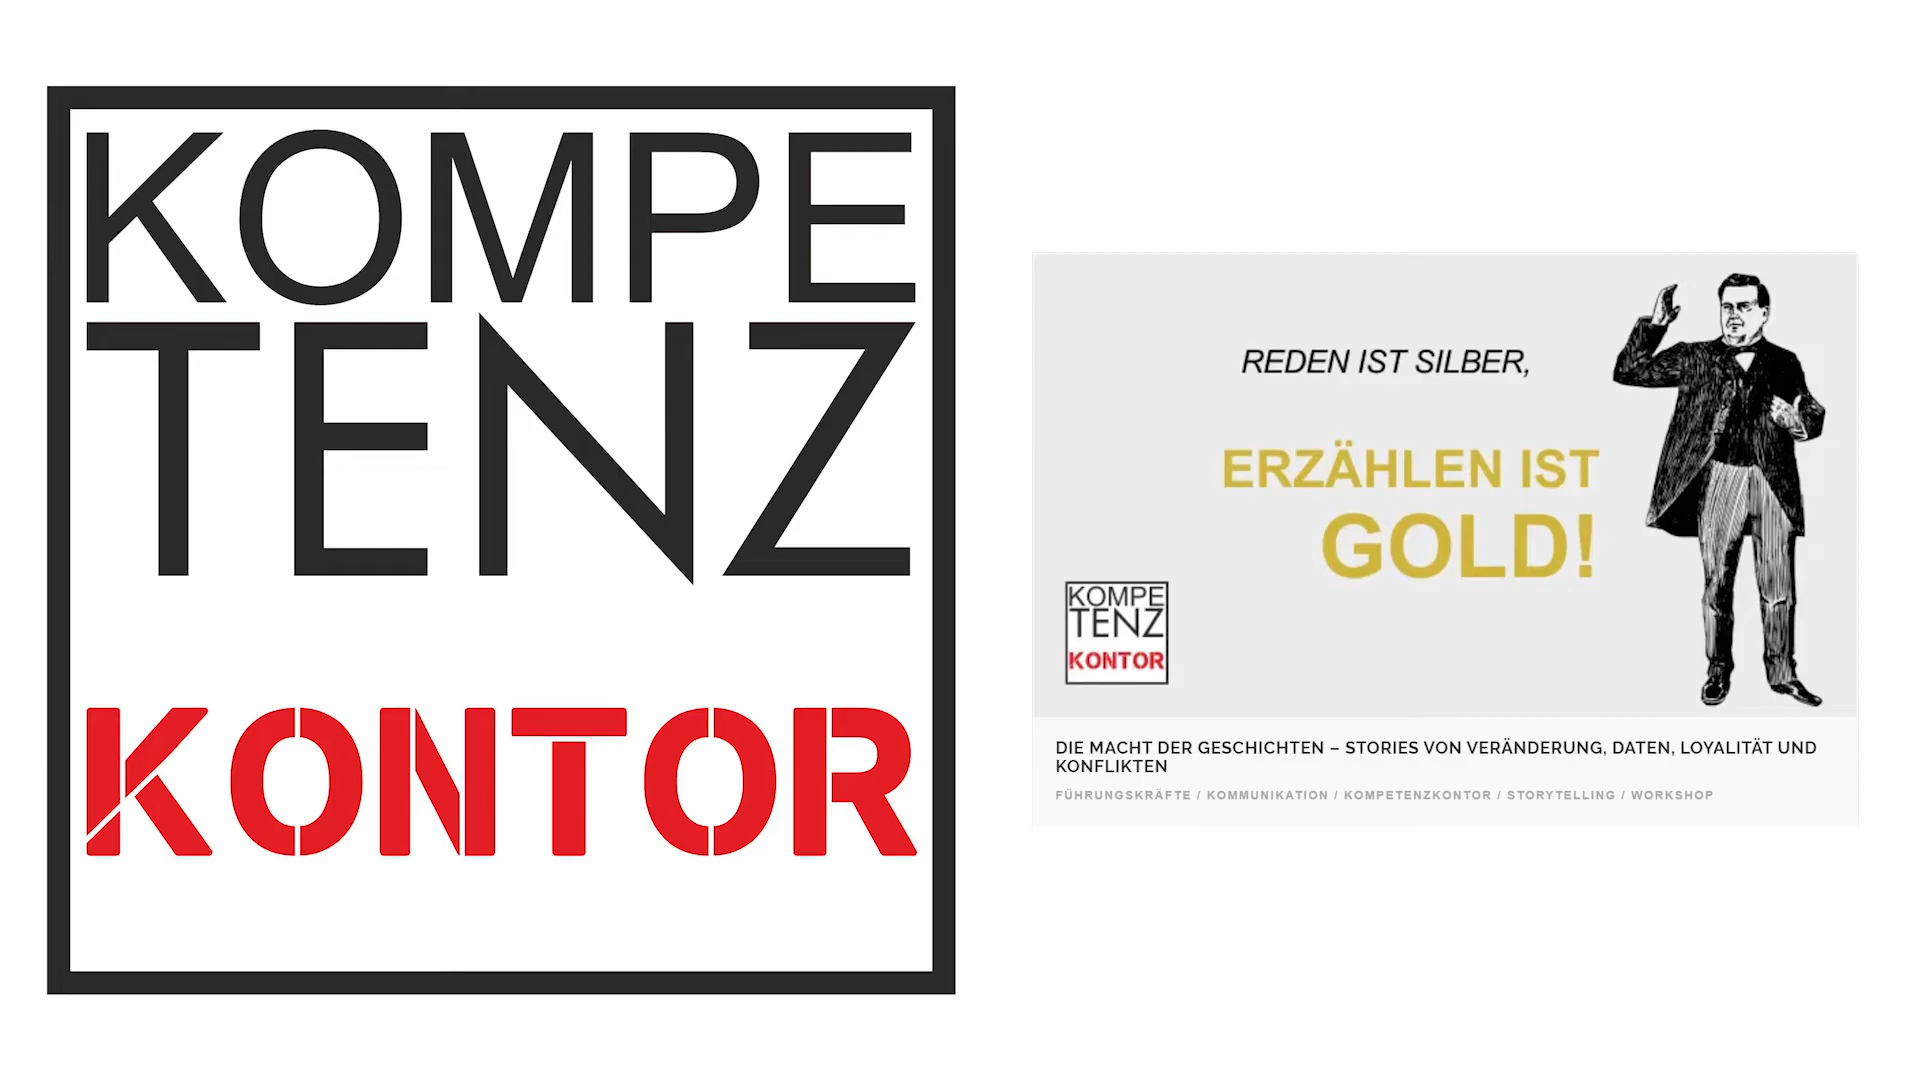 KOMPE
TENZ
KONTOR
REDEN IST SILBER,
ERZÄHLEN IST
GOLD!
KOMPE
TENZ
KONTOR
DIE MACHT DER GESCHICHTEN – STORIES VON VERÄNDERUNG, DATEN, LOYALITÄT UND
KONFLIKTEN
FÜHRUNGSKRÄFTE / KOMMUNIKATION / KOMPETENZKONTOR / STORYTELLING / WORKSHOP